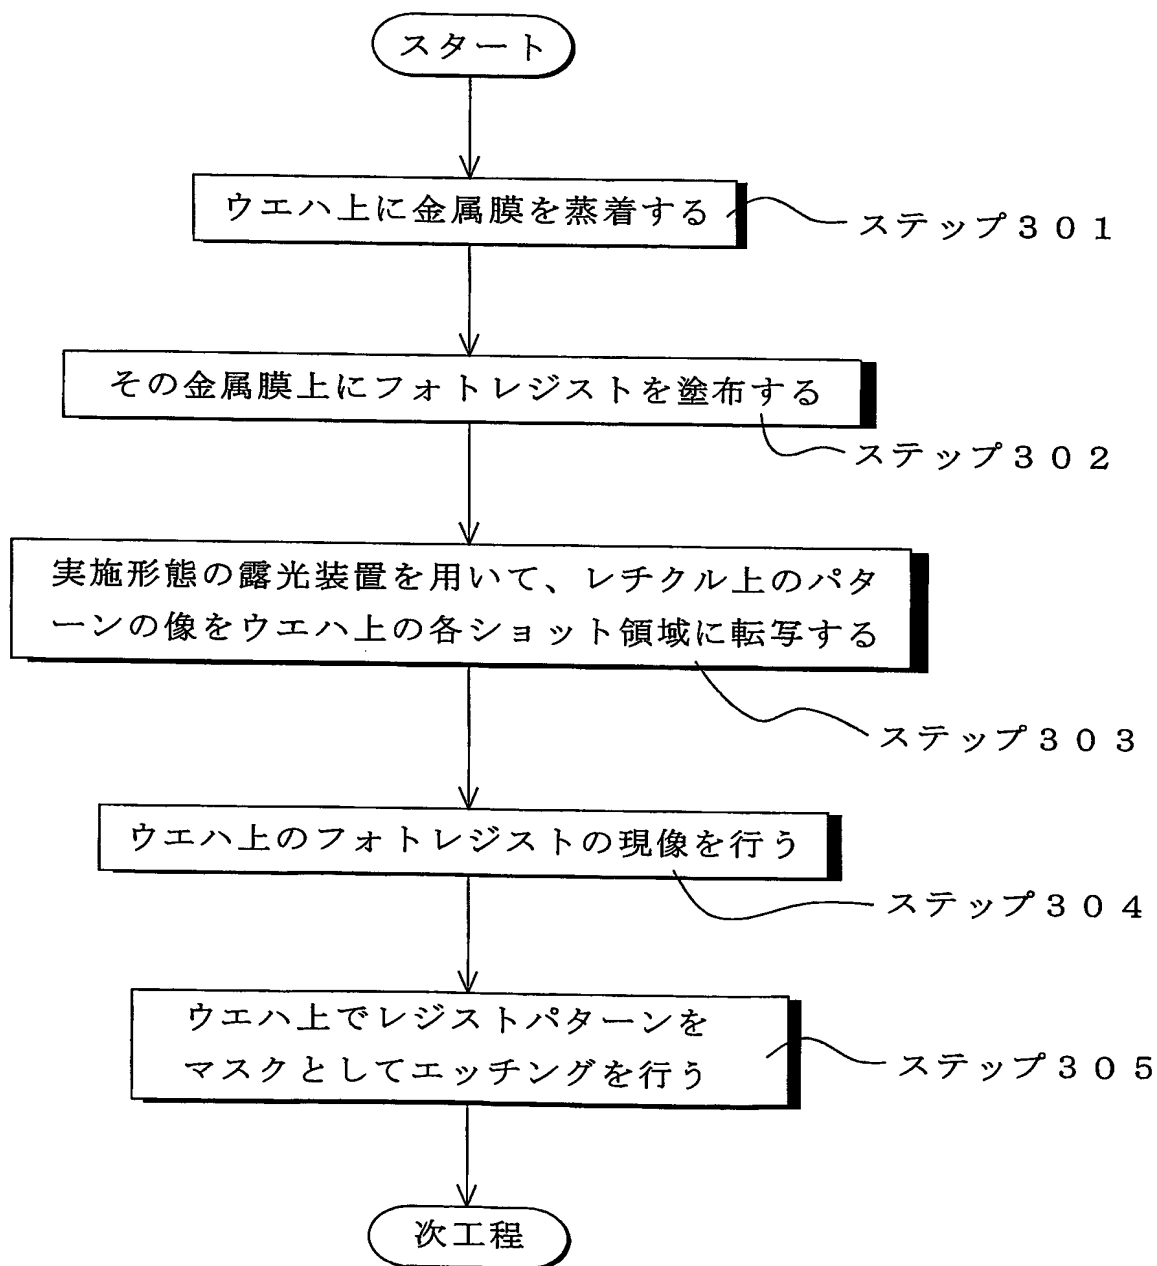 スタート
ウエハ上に金属膜を蒸着する
ステップ３０１
その金属膜上にフォトレジストを塗布する
ステップ３０２
実施形態の露光装置を用いて、レチクル上のパタ
ーンの像をウエハ上の各ショット領域に転写する
ステップ３０３
ウエハ上のフォトレジストの現像を行う
ステップ３０４
ウエハ上でレジストパターンを
マスクとしてエッチングを行う
ステップ３０５
次工程